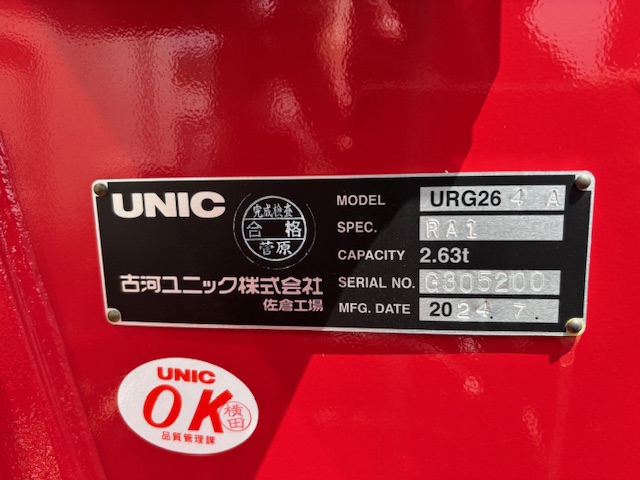 UNIC
完成検査
合格
菅原
古河ユニック株式会社
佐倉工場
MODEL URG26 4 A
SPEC. RA1
CAPACITY 2.63t
SERIAL NO. G305200
MFG. DATE 2024.7.
UNIC
OK
横田
品質管理課